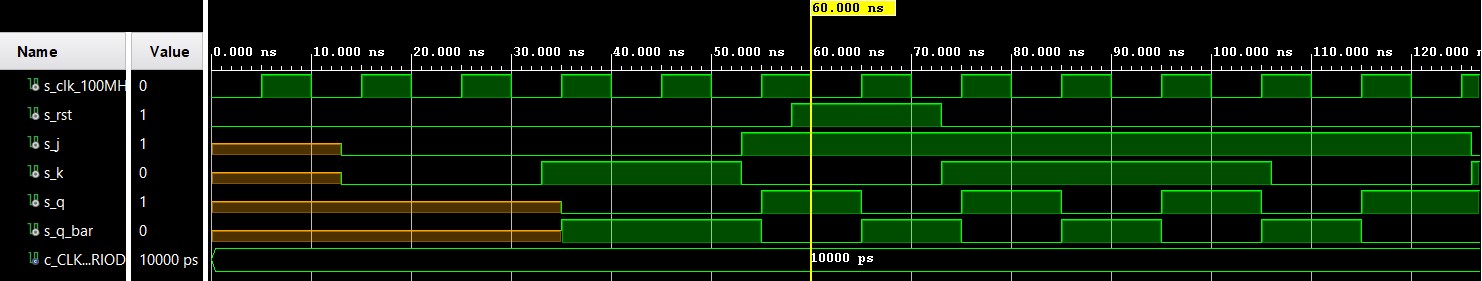 60.000 ns
Name Value
0.000 ns 10.000 ns 20.000 ns 30.000 ns 40.000 ns 50.000 ns 60.000 ns 70.000 ns 80.000 ns 90.000 ns 100.000 ns 110.000 ns 120.000 n
s_clk_100MH 0
s_rst 1
s_j 1
s_k 0
s_q 1
s_q_bar 0
c_CLK...RIOD 10000 ps 10000 ps